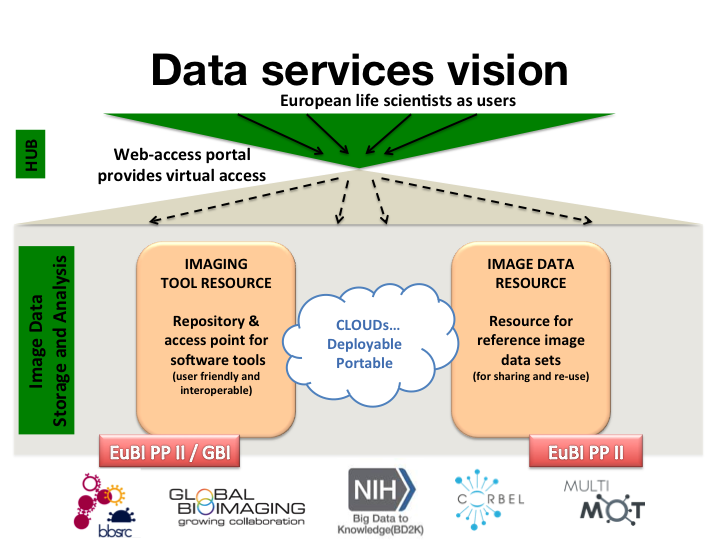 Data services vision
European life scientists as users
HUB
Web-access portal
provides virtual access
Image Data
Storage and Analysis
IMAGING
TOOL RESOURCE
Repository &
access point for
software tools
(user friendly and
interoperable)
CLOUDs...
Deployable
Portable
IMAGE DATA
RESOURCE
Resource for
reference image
data sets
(for sharing and re-use)
EuBI PP II / GBI
EuBI PP II
bbsrc
GLOBAL
BIOIMAGING
growing collaboration
NIH
Big Data to
Knowledge(BD2K)
CORBEL
MULTI
MOT